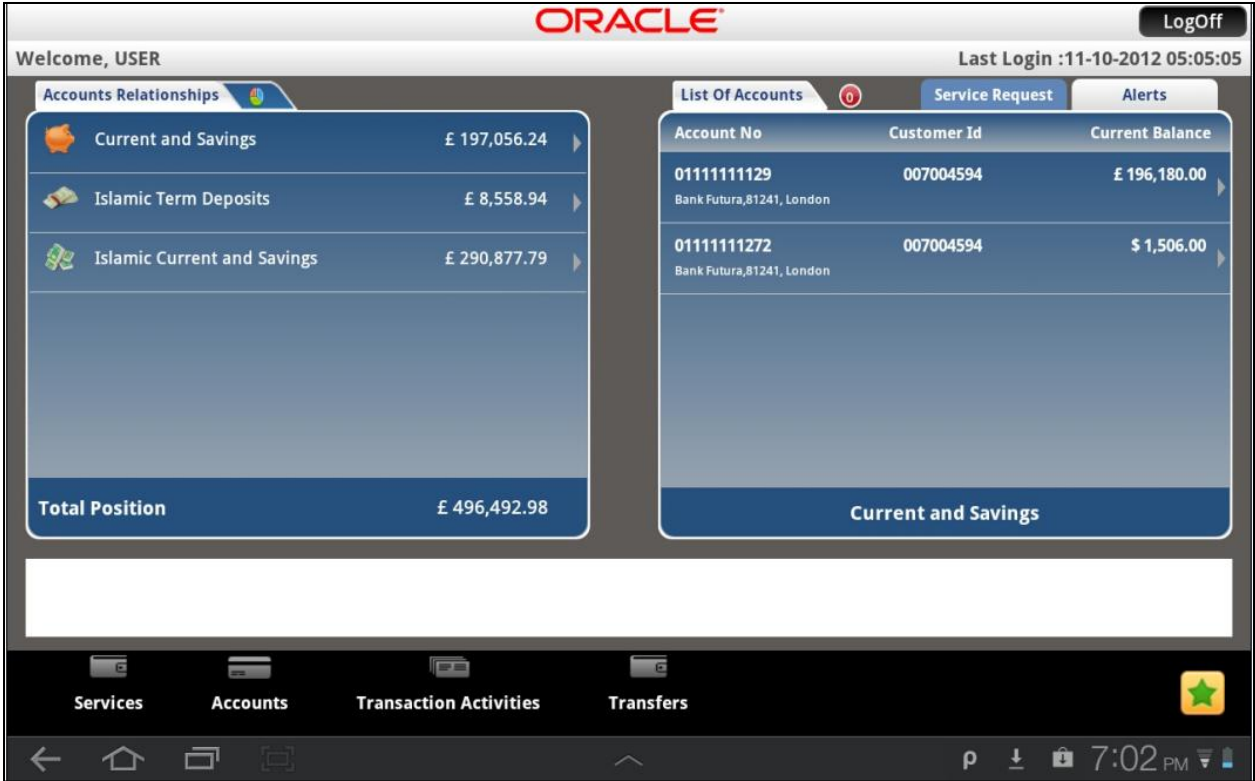 ORACLE
LogOff
Welcome, USER
Last Login :11-10-2012 05:05:05
Accounts Relationships
Current and Savings £ 197,056.24
Islamic Term Deposits £ 8,558.94
Islamic Current and Savings £ 290,877.79
Total Position £ 496,492.98
List Of Accounts 0 Service Request Alerts
Account No Customer Id Current Balance
01111111129 007004594 £ 196,180.00
Bank Futura,81241, London
01111111272 007004594 $ 1,506.00
Bank Futura,81241, London
Current and Savings
Services Accounts Transaction Activities Transfers
7:02 PM